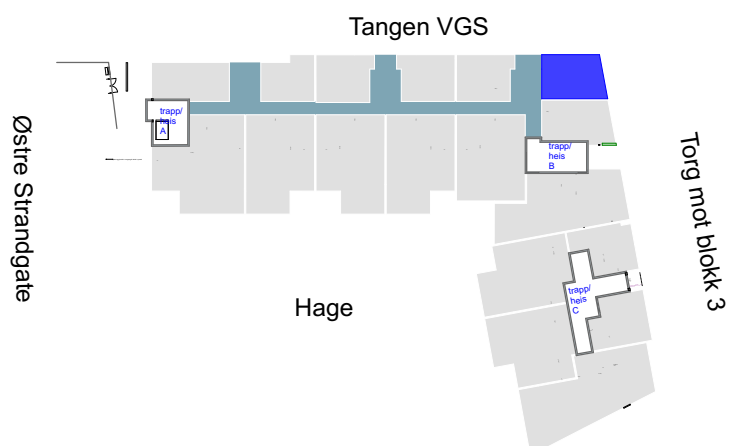 Tangen VGS
trapp/
heis
A
Østre Strandgate
trapp/
heis
B
Torg mot blokk 3
Hage
trapp/
heis
C